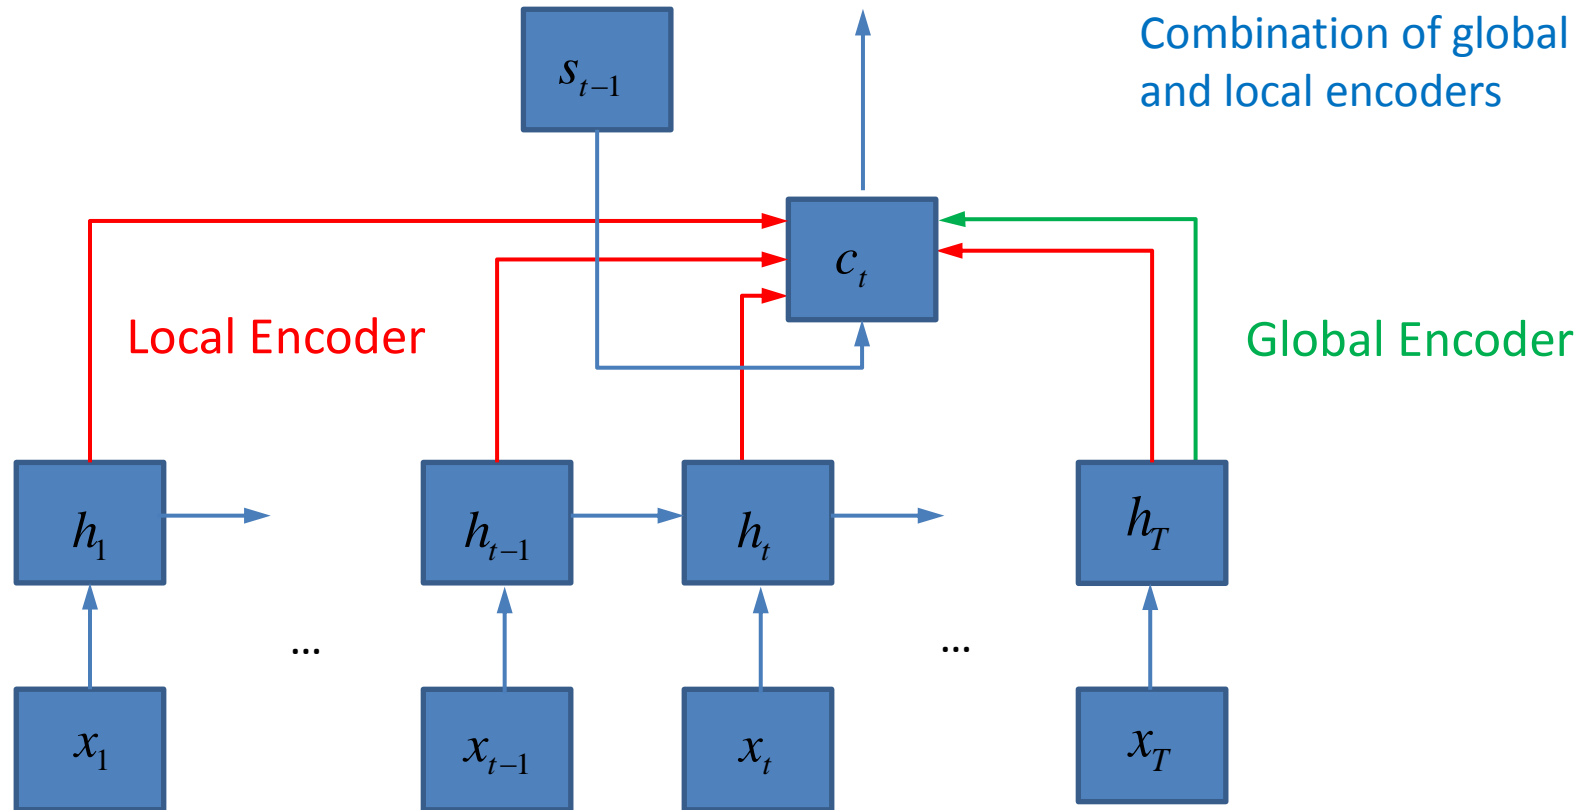 s_{t-1}
Combination of global
and local encoders
c_t
Local Encoder
Global Encoder
h_1
h_{t-1}
h_t
h_T
...
...
x_1
x_{t-1}
x_t
x_T